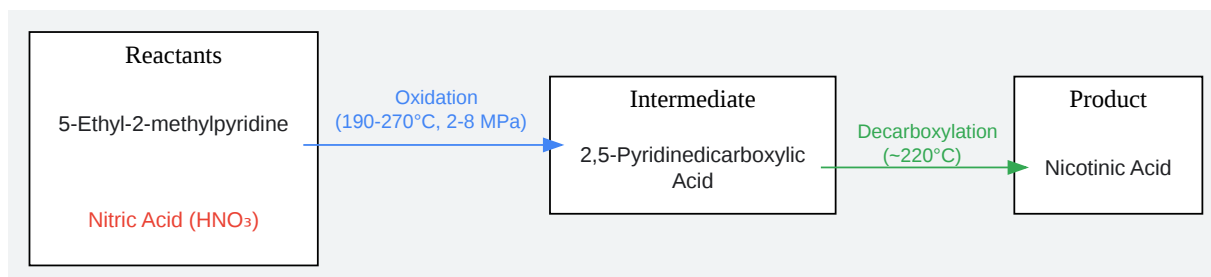 Reactants
5-Ethyl-2-methylpyridine
Nitric Acid (HNO₃)
Oxidation
(190-270°C, 2-8 MPa)
Intermediate
2,5-Pyridinedicarboxylic
Acid
Decarboxylation
(~220°C)
Product
Nicotinic Acid